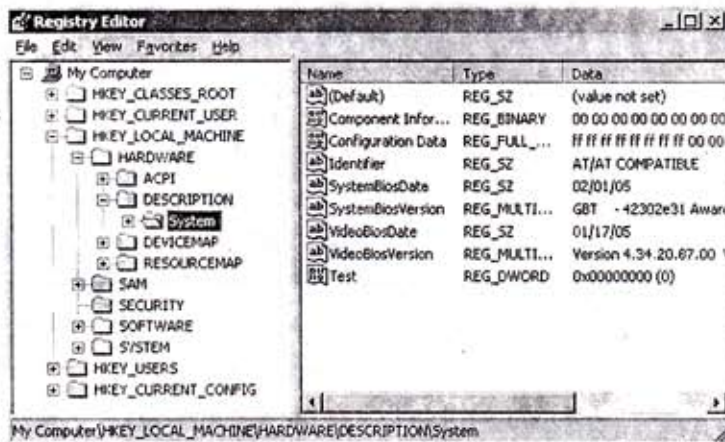 Registry Editor
File Edit View Favorites Help
My Computer
HKEY_CLASSES_ROOT
HKEY_CURRENT_USER
HKEY_LOCAL_MACHINE
HARDWARE
ACPI
DESCRIPTION
System
DEVICEMAP
RESOURCEMAP
SAM
SECURITY
SOFTWARE
SYSTEM
HKEY_USERS
HKEY_CURRENT_CONFIG
Name Type Data
(Default) REG_SZ (value not set)
Component Infor... REG_BINARY 00 00 00 00 00 00 00 00
Configuration Data REG_FULL_... ff ff ff ff ff ff ff ff 00 00
Identifier REG_SZ AT/AT COMPATIBLE
SystemBiosDate REG_SZ 02/01/05
SystemBiosVersion REG_MULTI... GBT - 42302e31 Awar
VideoBiosDate REG_SZ 01/17/05
VideoBiosVersion REG_MULTI... Version 4.34.20.67.00
Test REG_DWORD 0x00000000 (0)
My Computer\HKEY_LOCAL_MACHINE\HARDWARE\DESCRIPTION\System